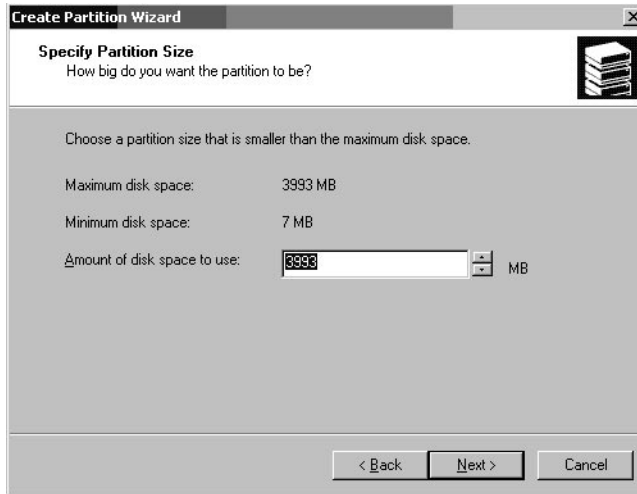 Create Partition Wizard
Specify Partition Size
How big do you want the partition to be?
Choose a partition size that is smaller than the maximum disk space.
Maximum disk space: 3993 MB
Minimum disk space: 7 MB
Amount of disk space to use: 3993 MB
< Back Next > Cancel